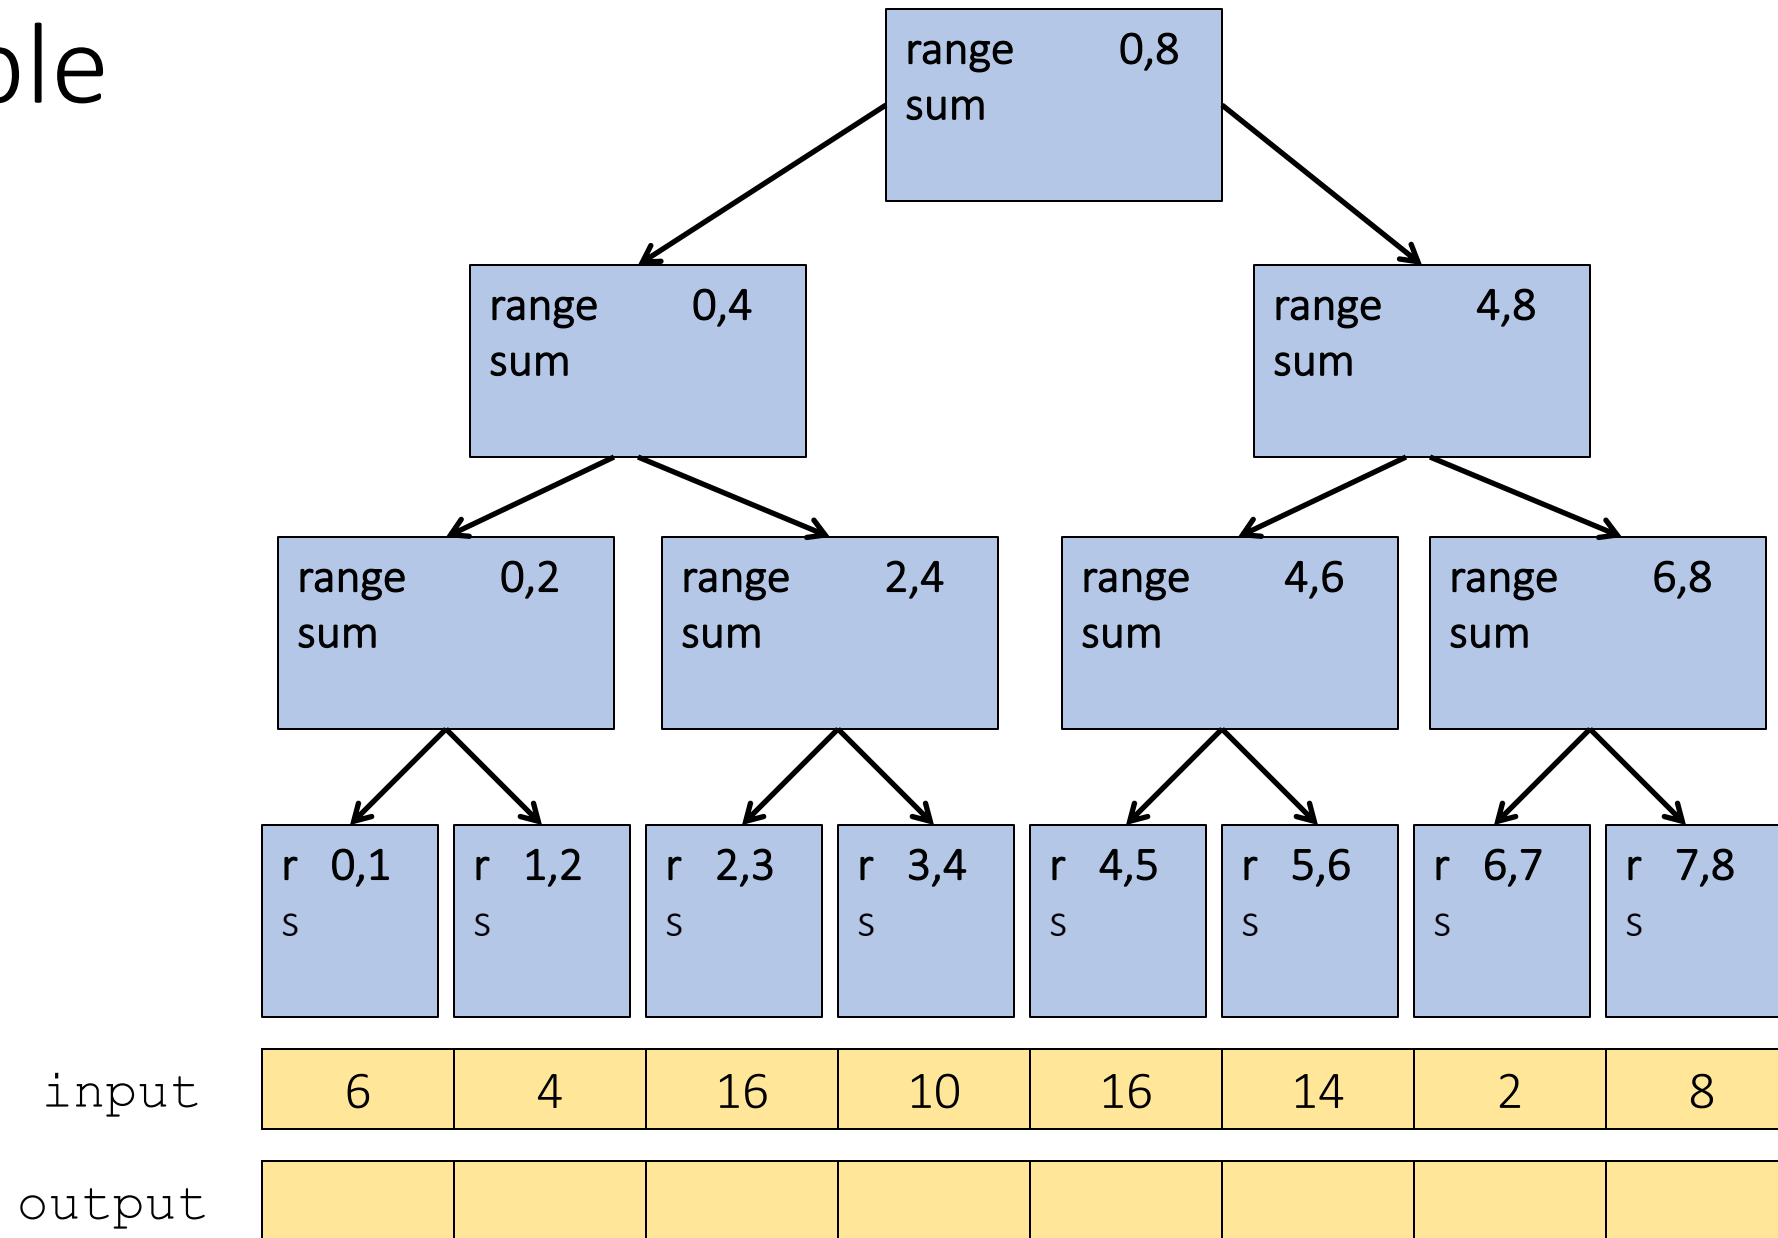 ple
range 0,8
sum
range 0,4
sum
range 4,8
sum
range 0,2
sum
range 2,4
sum
range 4,6
sum
range 6,8
sum
r 0,1
s
r 1,2
s
r 2,3
s
r 3,4
s
r 4,5
s
r 5,6
s
r 6,7
s
r 7,8
s
input 6 4 16 10 16 14 2 8
output